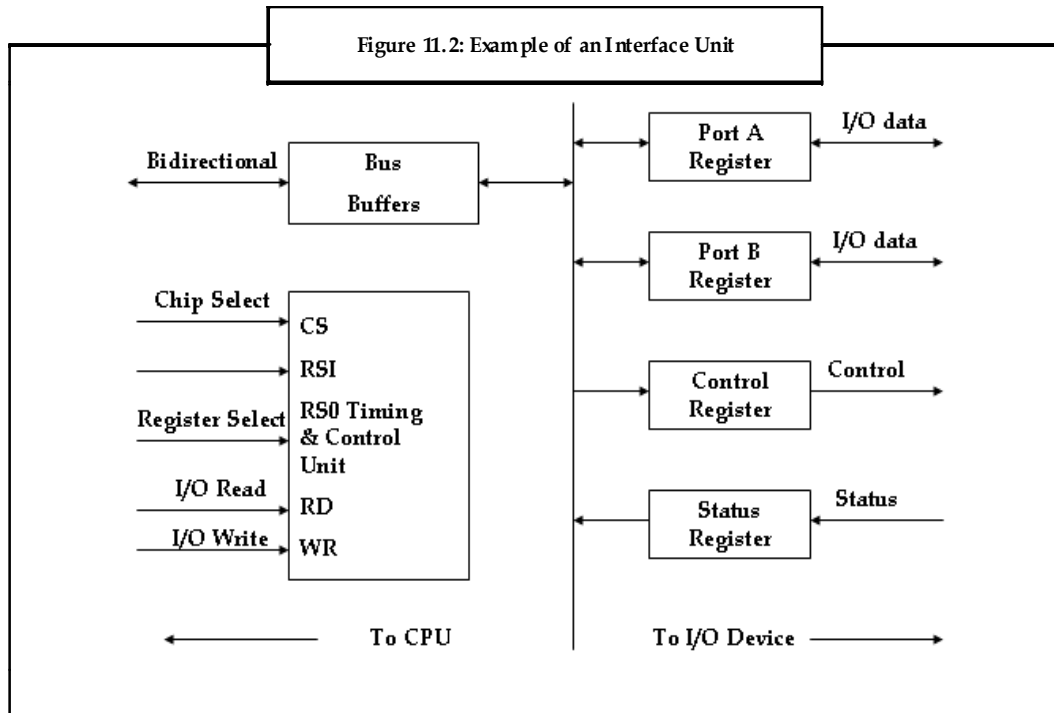 Figure 11.2: Example of an Interface Unit
Bidirectional
Bus
Buffers
Port A
Register
I/O data
Port B
Register
I/O data
Chip Select
CS
RSI
Register Select
RS0 Timing
& Control
Unit
I/O Read
RD
I/O Write
WR
Control
Register
Control
Status
Register
Status
To CPU
To I/O Device